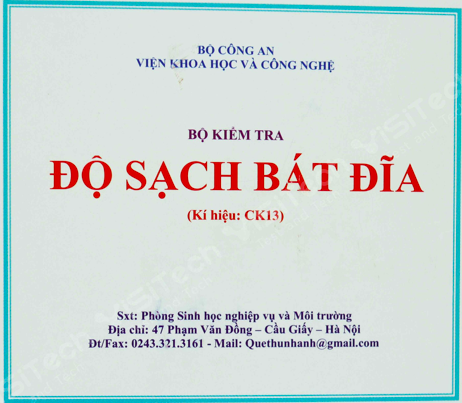 BỘ CÔNG AN
VIỆN KHOA HỌC VÀ CÔNG NGHỆ
BỘ KIỂM TRA
ĐỘ SẠCH BÁT ĐĨA
(Kí hiệu: CK13)
Sxt: Phòng Sinh học nghiệp vụ và Môi trường
Địa chỉ: 47 Phạm Văn Đồng – Cầu Giấy – Hà Nội
Đt/Fax: 0243.321.3161 - Mail: Quethunhanh@gmail.com